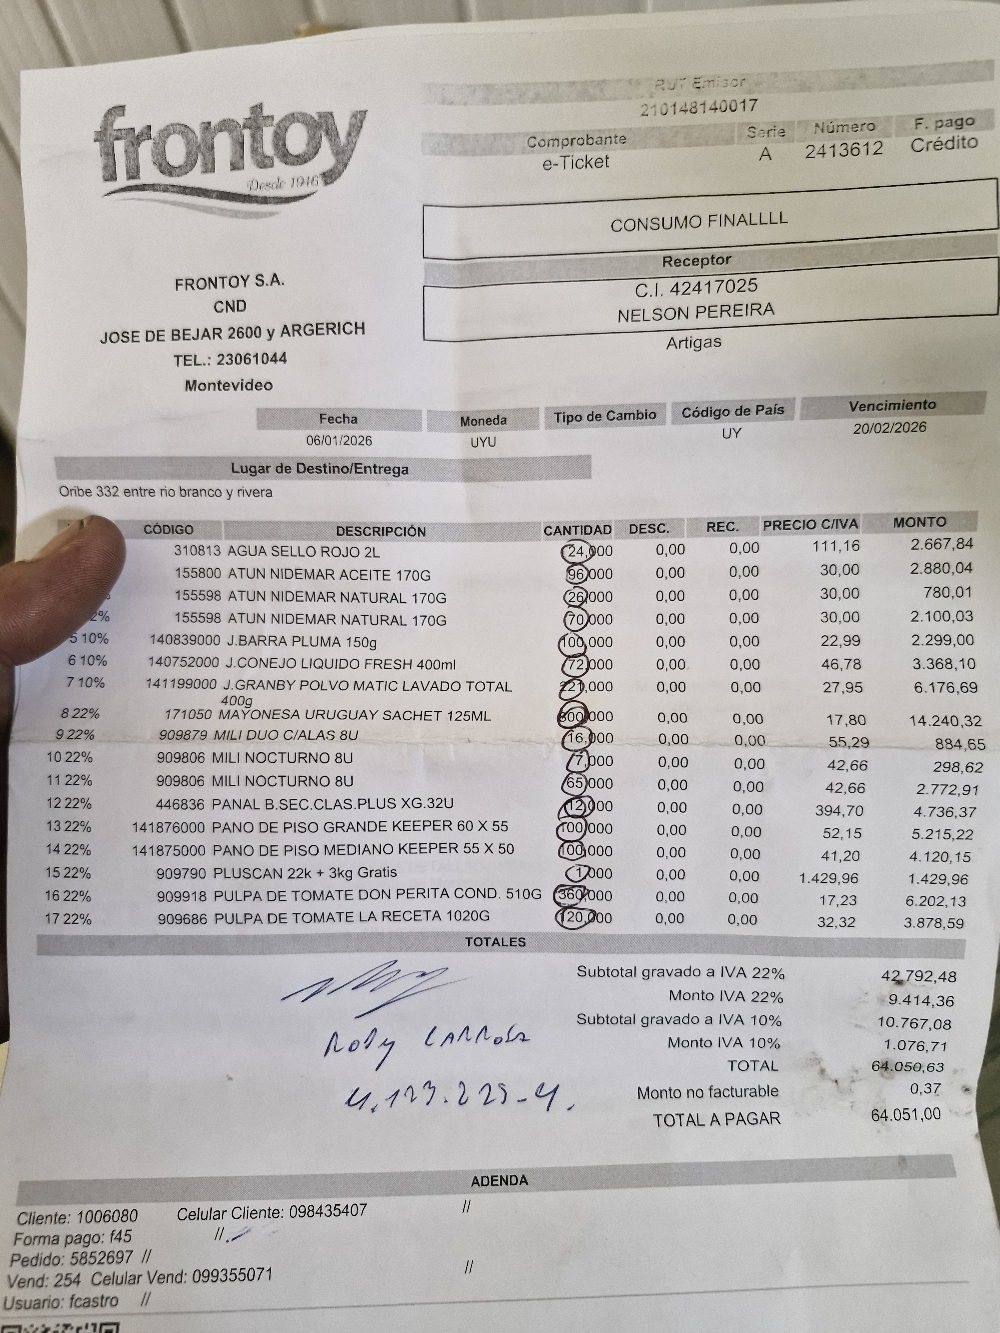 frontoy
Desde 1946
RUT Emisor
210148140017
Comprobante Serie Número F. pago
e-Ticket A 2413612 Crédito
CONSUMO FINALLLL
Receptor
C.I. 42417025
NELSON PEREIRA
Artigas
FRONTOY S.A.
CND
JOSE DE BEJAR 2600 y ARGERICH
TEL.: 23061044
Montevideo
Fecha Moneda Tipo de Cambio Código de País Vencimiento
06/01/2026 UYU UY 20/02/2026
Lugar de Destino/Entrega
Oribe 332 entre rio branco y rivera
CÓDIGO DESCRIPCIÓN CANTIDAD DESC. REC. PRECIO C/IVA MONTO
310813 AGUA SELLO ROJO 2L 24,000 0,00 0,00 111,16 2.667,84
155800 ATUN NIDEMAR ACEITE 170G 96,000 0,00 0,00 30,00 2.880,04
155598 ATUN NIDEMAR NATURAL 170G 26,000 0,00 0,00 30,00 780,01
2% 155598 ATUN NIDEMAR NATURAL 170G 70,000 0,00 0,00 30,00 2.100,03
5 10% 140839000 J.BARRA PLUMA 150g 100,000 0,00 0,00 22,99 2.299,00
6 10% 140752000 J.CONEJO LIQUIDO FRESH 400ml 72,000 0,00 0,00 46,78 3.368,10
7 10% 141199000 J.GRANBY POLVO MATIC LAVADO TOTAL 221,000 0,00 0,00 27,95 6.176,69
400g
8 22% 171050 MAYONESA URUGUAY SACHET 125ML 800,000 0,00 0,00 17,80 14.240,32
9 22% 909879 MILI DUO C/ALAS 8U 16,000 0,00 0,00 55,29 884,65
10 22% 909806 MILI NOCTURNO 8U 7,000 0,00 0,00 42,66 298,62
11 22% 909806 MILI NOCTURNO 8U 65,000 0,00 0,00 42,66 2.772,91
12 22% 446836 PANAL B.SEC.CLAS.PLUS XG.32U 12,000 0,00 0,00 394,70 4.736,37
13 22% 141876000 PANO DE PISO GRANDE KEEPER 60 X 55 100,000 0,00 0,00 52,15 5.215,22
14 22% 141875000 PANO DE PISO MEDIANO KEEPER 55 X 50 100,000 0,00 0,00 41,20 4.120,15
15 22% 909790 PLUSCAN 22k + 3kg Gratis 1,000 0,00 0,00 1.429,96 1.429,96
16 22% 909918 PULPA DE TOMATE DON PERITA COND. 510G 360,000 0,00 0,00 17,23 6.202,13
17 22% 909686 PULPA DE TOMATE LA RECETA 1020G 120,000 0,00 0,00 32,32 3.878,59
TOTALES
Subtotal gravado a IVA 22% 42.792,48
Monto IVA 22% 9.414,36
Subtotal gravado a IVA 10% 10.767,08
Monto IVA 10% 1.076,71
TOTAL 64.050,63
Monto no facturable 0,37
TOTAL A PAGAR 64.051,00
4.123.225-4.
ADENDA
Cliente: 1006080 Celular Cliente: 098435407 //
Forma pago: f45 //
Pedido: 5852697 //
Vend: 254 Celular Vend: 099355071 //
Usuario: fcastro //